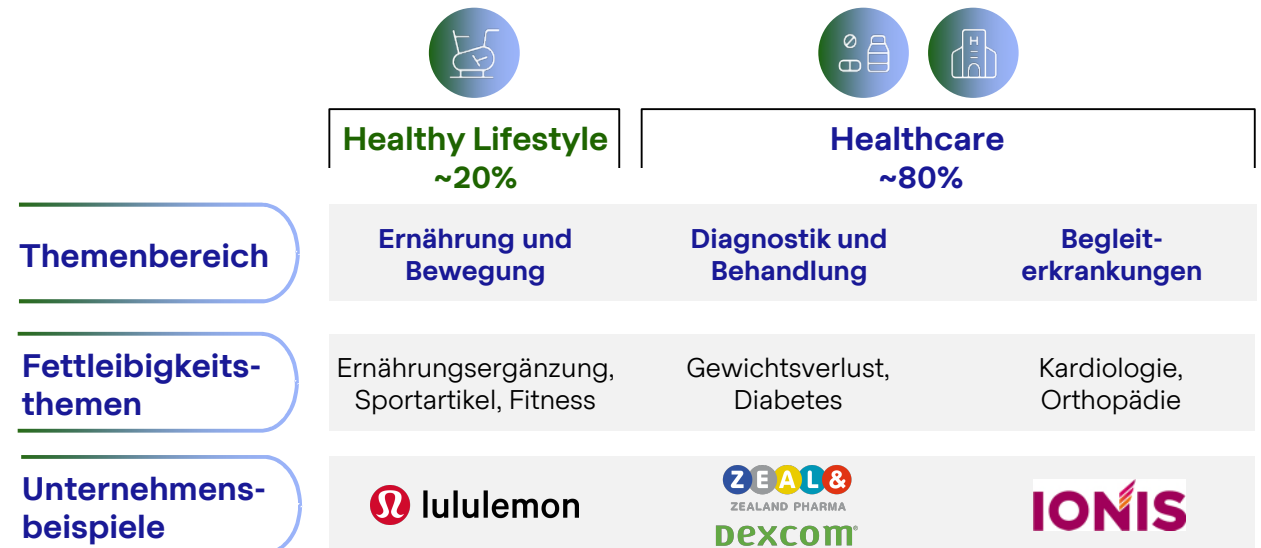 H
Healthy Lifestyle
~20%
Healthcare
~80%
Themenbereich
Ernährung und
Bewegung
Diagnostik und
Behandlung
Begleit-
erkrankungen
Fettleibigkeits-
themen
Ernährungsergänzung,
Sportartikel, Fitness
Gewichtsverlust,
Diabetes
Kardiologie,
Orthopädie
Unternehmens-
beispiele
lululemon
ZEAL&
ZEALAND PHARMA
Dexcom
IONIS